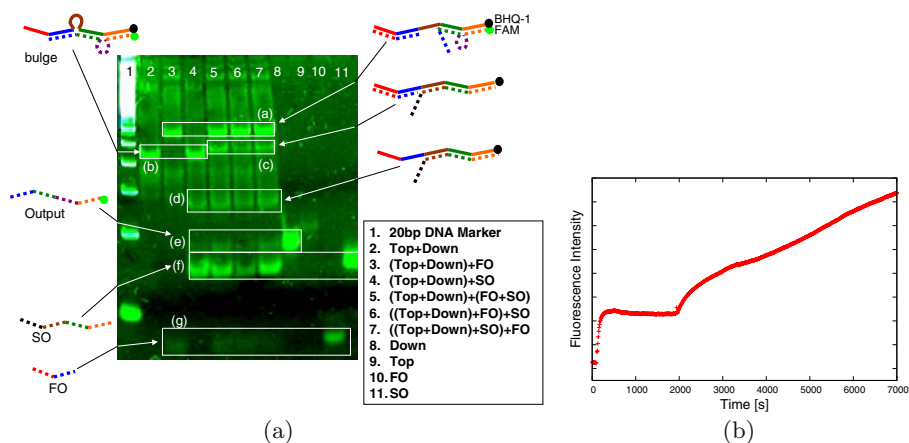 BHQ-1
FAM
bulge
1 2 3 4 5 6 7 8 9 10 11
(a)
(b)
(c)
(d)
Output
(e)
(f)
SO
(g)
FO
1. 20bp DNA Marker
2. Top+Down
3. (Top+Down)+FO
4. (Top+Down)+SO
5. (Top+Down)+(FO+SO)
6. ((Top+Down)+FO)+SO
7. ((Top+Down)+SO)+FO
8. Down
9. Top
10. FO
11. SO
(a)
Fluorescence Intensity
0 1000 2000 3000 4000 5000 6000 7000
Time [s]
(b)